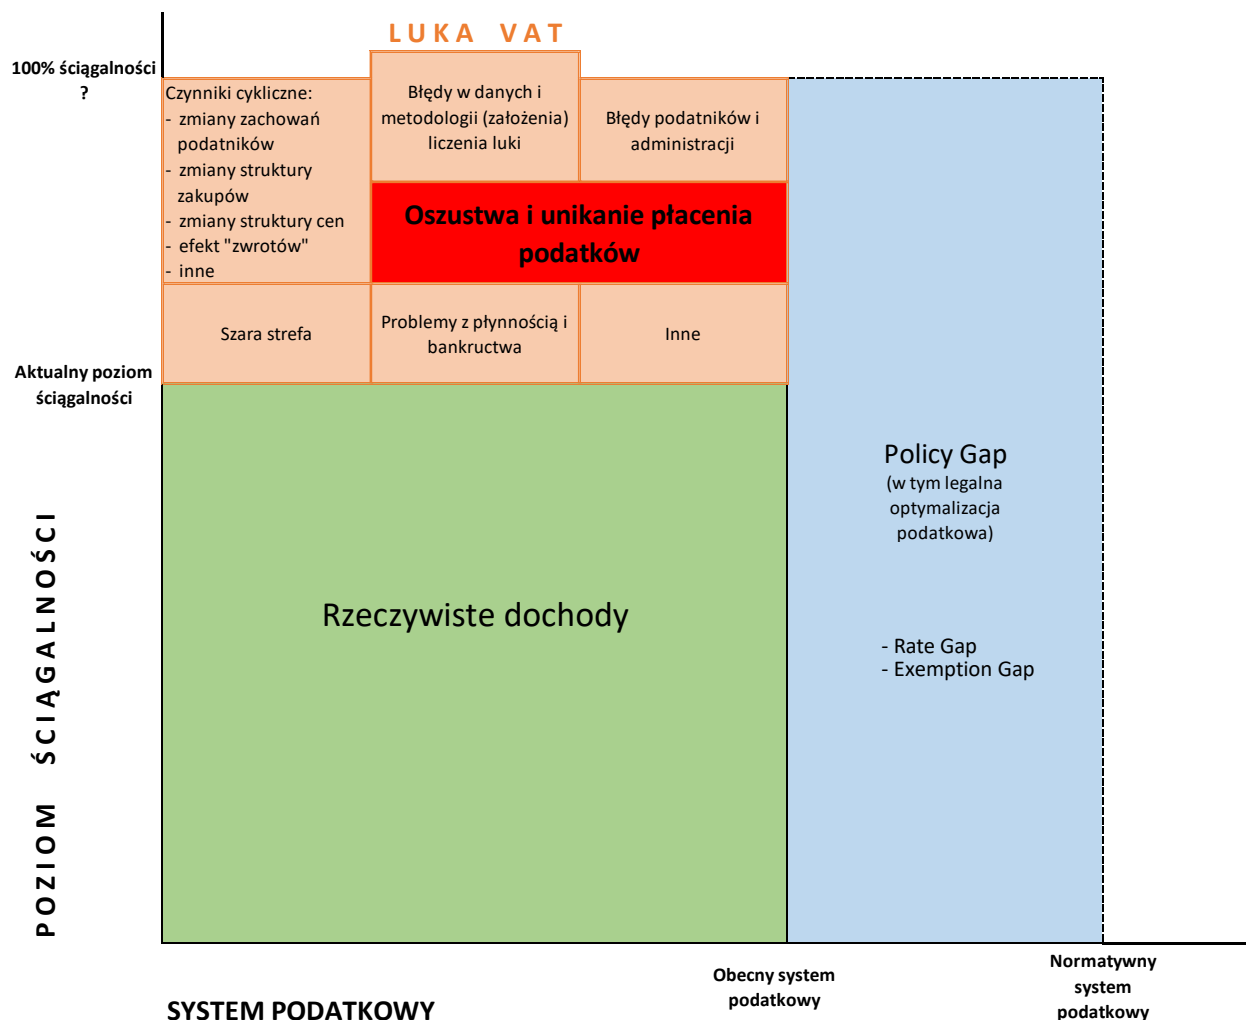 LUKA VAT
100% ściągalności
?
Czynniki cykliczne:
- zmiany zachowań
podatników
- zmiany struktury
zakupów
- zmiany struktury cen
- efekt "zwrotów"
- inne
Błędy w danych i
metodologii (założenia)
liczenia luki
Błędy podatników i
administracji
Oszustwa i unikanie płacenia
podatków
Szara strefa
Problemy z płynnością i
bankructwa
Inne
Aktualny poziom
ściągalności
Policy Gap
(w tym legalna
optymalizacja
podatkowa)
- Rate Gap
- Exemption Gap
Rzeczywiste dochody
POZIOM ŚCIĄGALNOŚCI
Obecny system
podatkowy
Normatywny
system
podatkowy
SYSTEM PODATKOWY